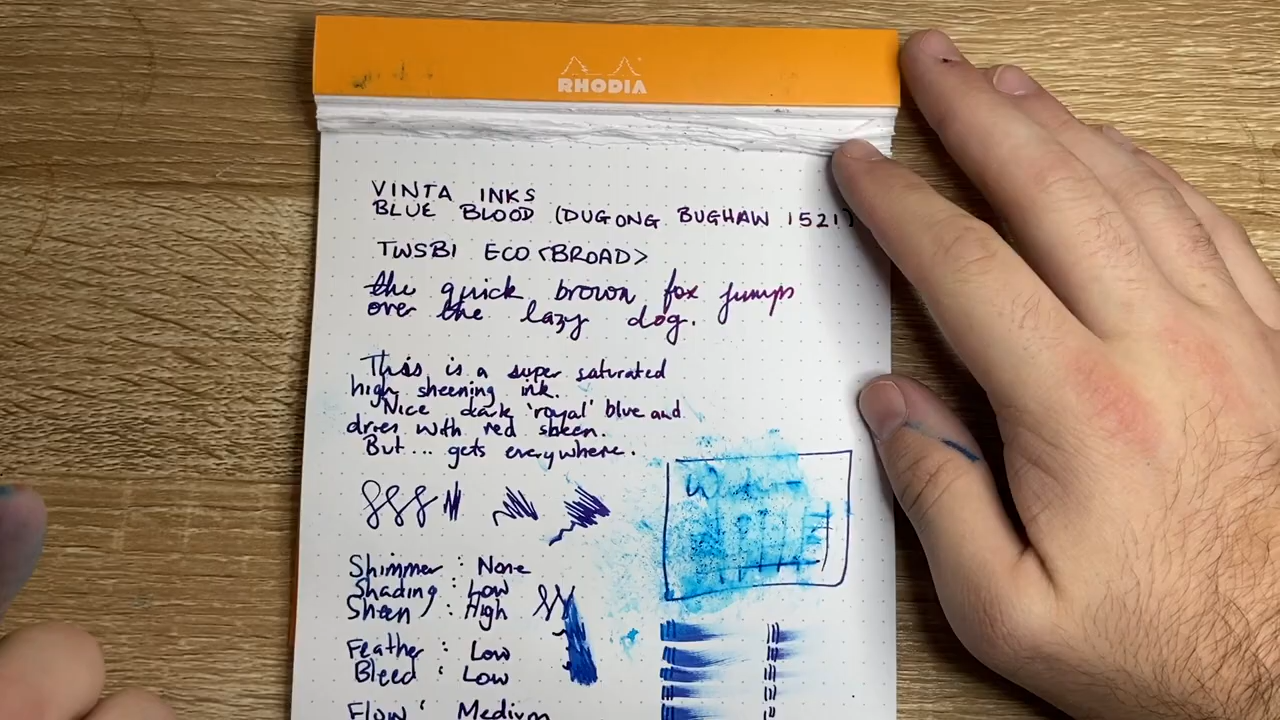 RHODIA
VINTA INKS
BLUE BLOOD (DUGONG BUGHAW 1521)
TWSBI ECO <BROAD>
the quick brown fox jumps
over the lazy dog.
This is a super saturated
high sheening ink.
Nice dark 'royal' blue and
dries with red sheen.
But... gets everywhere.
Shimmer : None
Shading : Low
Sheen : High
Feather : Low
Bleed : Low
Flow : Medium